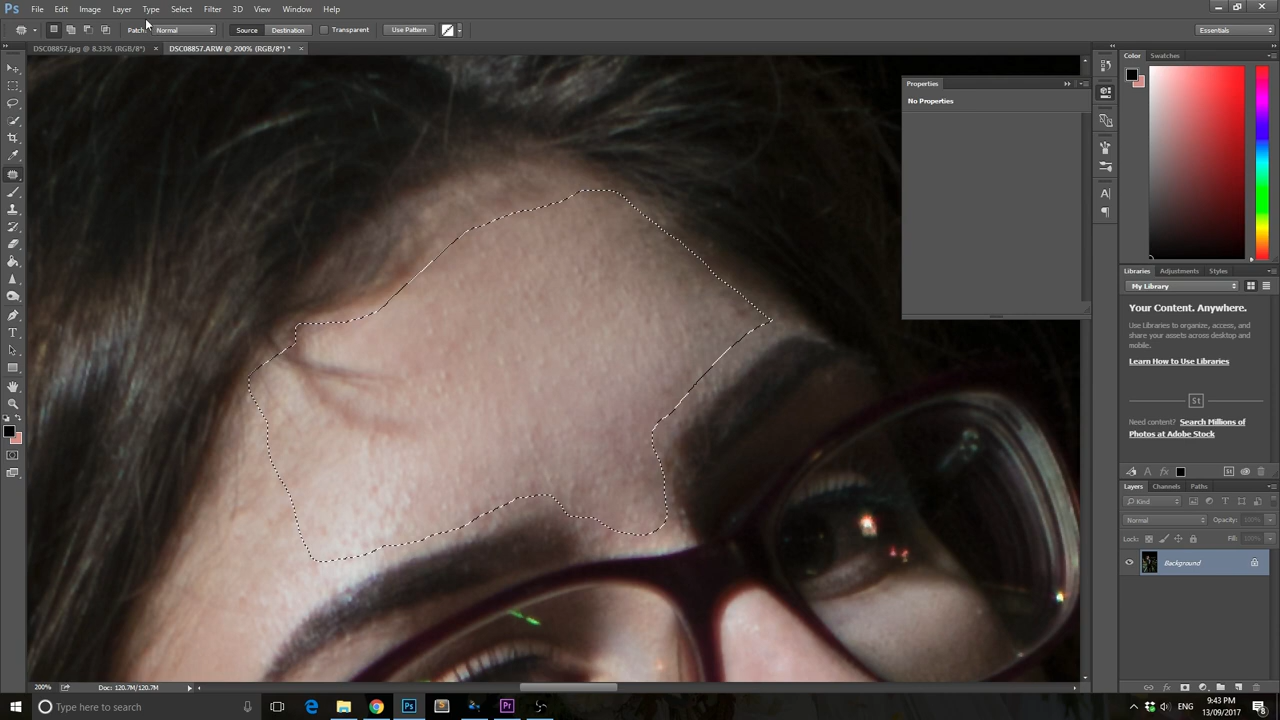 Ps File Edit Image Layer Type Select Filter 3D View Window Help
Patch: Normal Source Destination Transparent Use Pattern Essentials
DSC08857.jpg @ 8.33% (RGB/8*) × DSC08857.ARW @ 200% (RGB/8*) * ×
Color Swatches
Properties
No Properties
Libraries Adjustments Styles
My Library
Your Content. Anywhere.
Use Libraries to organize, access, and
share your assets across desktop and
mobile.
Learn How to Use Libraries
St
Need content? Search Millions of
Photos at Adobe Stock
Layers Channels Paths
Kind
Normal Opacity: 100%
Lock: Fill: 100%
Background
200% Doc: 120.7M/120.7M
Type here to search
ENG
9:43 PM
13/09/2017